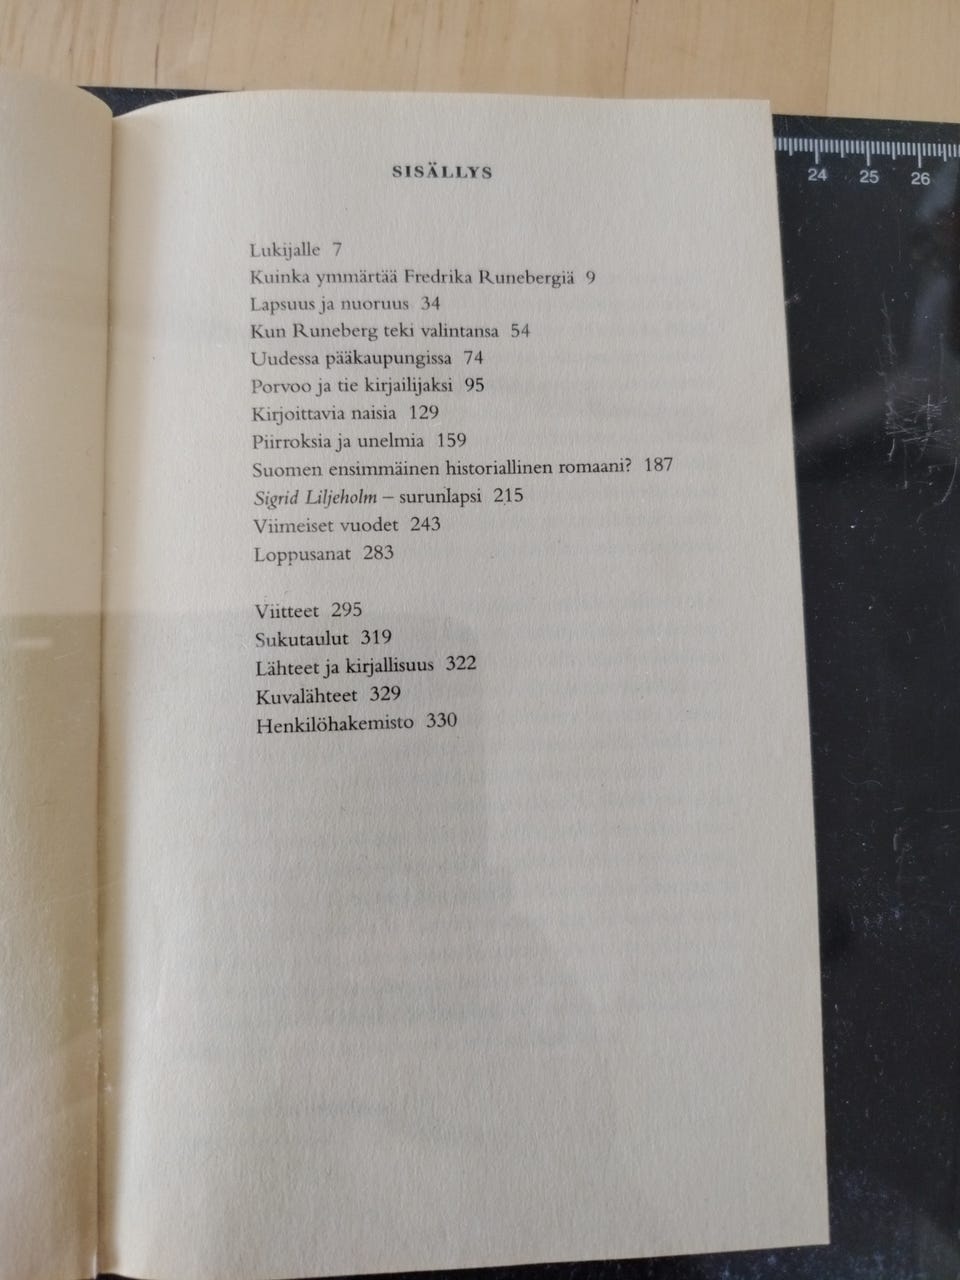 SISÄLLYS
Lukijalle 7
Kuinka ymmärtää Fredrika Runebergiä 9
Lapsuus ja nuoruus 34
Kun Runeberg teki valintansa 54
Uudessa pääkaupungissa 74
Porvoo ja tie kirjailijaksi 95
Kirjoittavia naisia 129
Piirroksia ja unelmia 159
Suomen ensimmäinen historiallinen romaani? 187
Sigrid Liljeholm – surunlapsi 215
Viimeiset vuodet 243
Loppusanat 283
Viitteet 295
Sukutaulut 319
Lähteet ja kirjallisuus 322
Kuvalähteet 329
Henkilöhakemisto 330
24 25 26